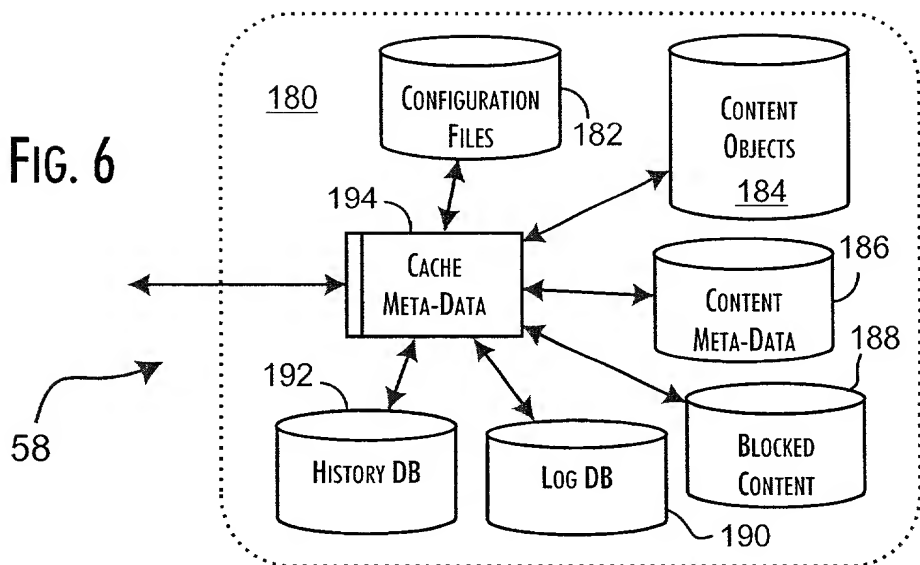 FIG. 6
180
CONFIGURATION
FILES
182
CONTENT
OBJECTS
184
194
CACHE
META-DATA
186
CONTENT
META-DATA
188
BLOCKED
CONTENT
192
HISTORY DB
LOG DB
190
58